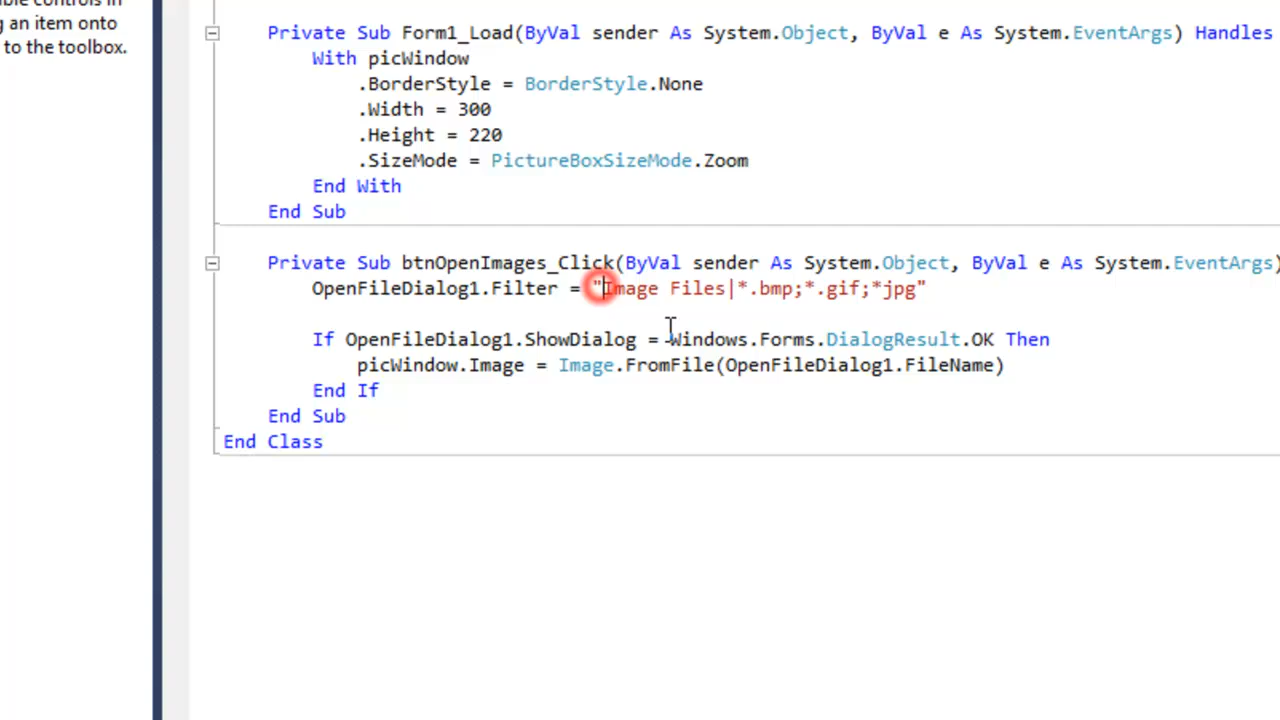 controls in
g an item onto
to the toolbox.
Private Sub Form1_Load(ByVal sender As System.Object, ByVal e As System.EventArgs) Handles
With picWindow
.BorderStyle = BorderStyle.None
.Width = 300
.Height = 220
.SizeMode = PictureBoxSizeMode.Zoom
End With
End Sub
Private Sub btnOpenImages_Click(ByVal sender As System.Object, ByVal e As System.EventArgs)
OpenFileDialog1.Filter = "Image Files|*.bmp;*.gif;*jpg"
If OpenFileDialog1.ShowDialog = Windows.Forms.DialogResult.OK Then
picWindow.Image = Image.FromFile(OpenFileDialog1.FileName)
End If
End Sub
End Class